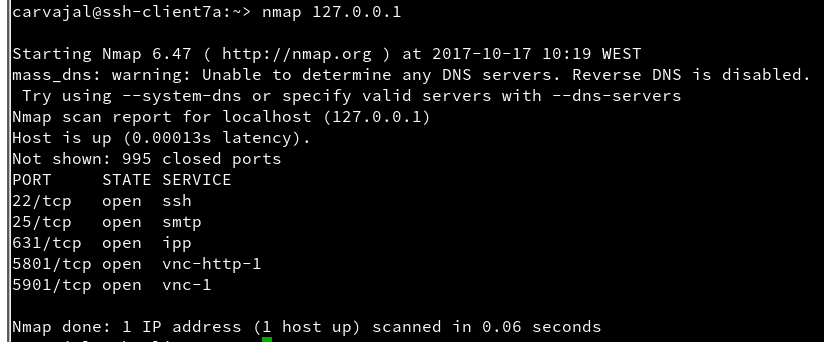 carvajal@ssh-client7a:~> nmap 127.0.0.1
Starting Nmap 6.47 ( http://nmap.org ) at 2017-10-17 10:19 WEST
mass_dns: warning: Unable to determine any DNS servers. Reverse DNS is disabled.
 Try using --system-dns or specify valid servers with --dns-servers
Nmap scan report for localhost (127.0.0.1)
Host is up (0.00013s latency).
Not shown: 995 closed ports
PORT     STATE SERVICE
22/tcp   open  ssh
25/tcp   open  smtp
631/tcp  open  ipp
5801/tcp open  vnc-http-1
5901/tcp open  vnc-1
Nmap done: 1 IP address (1 host up) scanned in 0.06 seconds